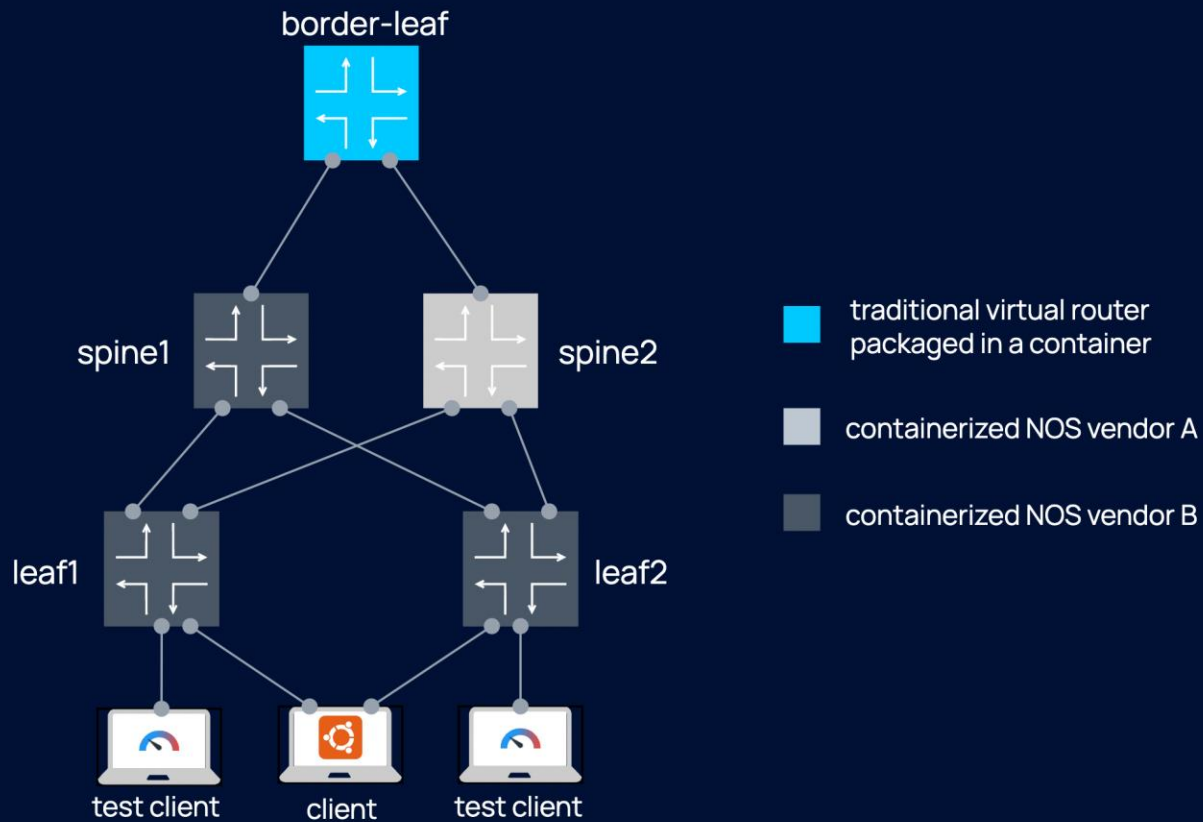 border-leaf
spine1
spine2
traditional virtual router
packaged in a container
containerized NOS vendor A
containerized NOS vendor B
leaf1
leaf2
test client
client
test client